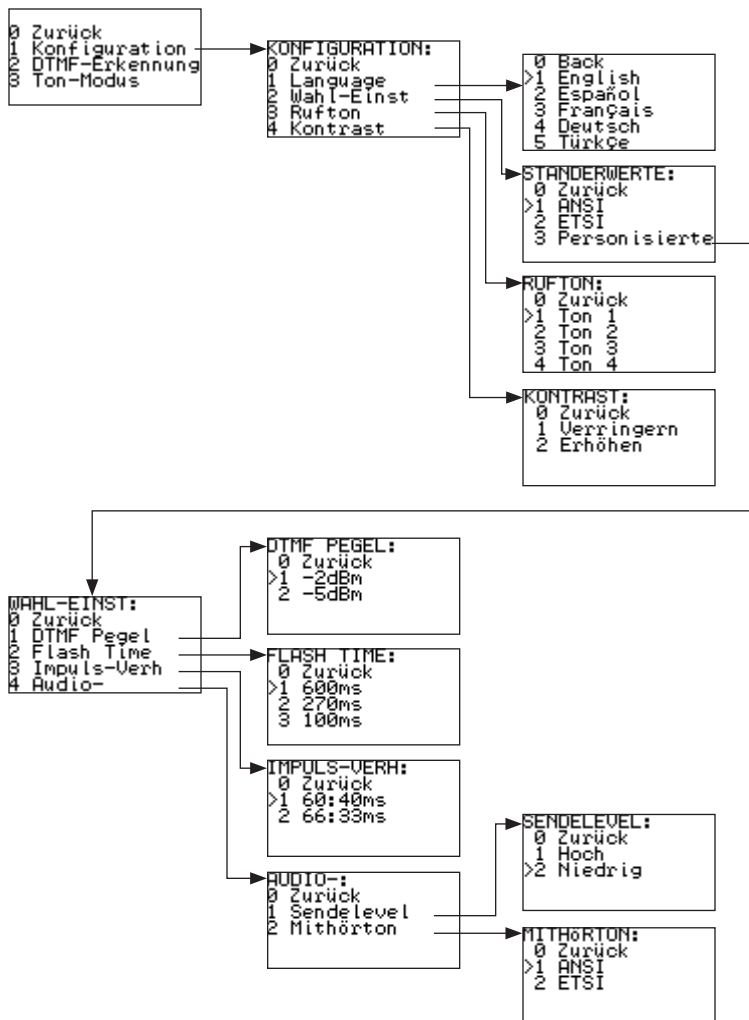 0 Zurück
1 Konfiguration
2 DTMF-Erkennung
3 Ton-Modus
KONFIGURATION:
0 Zurück
1 Language
2 Wahl-Einst
3 Rufton
4 Kontrast
0 Back
>1 English
2 Español
3 Français
4 Deutsch
5 Türkçe
STANDERWERTE:
0 Zurück
>1 ANSI
2 ETSI
3 Personisierte
RUFTON:
0 Zurück
>1 Ton 1
2 Ton 2
3 Ton 3
4 Ton 4
KONTRAST:
0 Zurück
1 Verringern
2 Erhöhen
WAHL-EINST:
0 Zurück
1 DTMF Pegel
2 Flash Time
3 Impuls-Verh
4 Audio-
DTMF PEGEL:
0 Zurück
>1 -2dBm
2 -5dBm
FLASH TIME:
0 Zurück
>1 600ms
2 270ms
3 100ms
IMPULS-VERH:
0 Zurück
>1 60:40ms
2 66:33ms
AUDIO-:
0 Zurück
1 Sendelevel
2 Mithörton
SENDELEVEL:
0 Zurück
1 Hoch
>2 Niedrig
MITHöRTON:
0 Zurück
>1 ANSI
2 ETSI